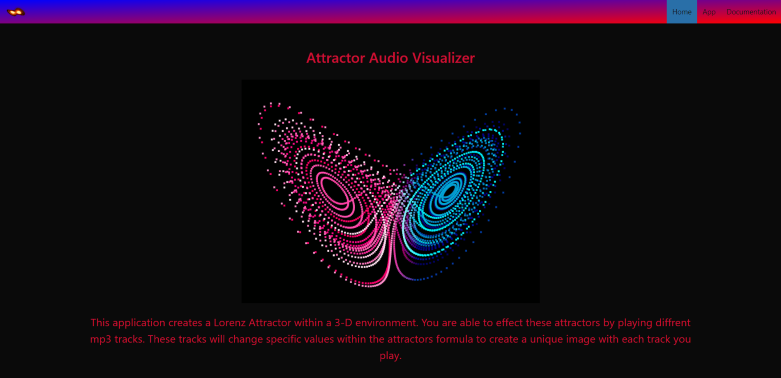 Home App Documentation
Attractor Audio Visualizer
This application creates a Lorenz Attractor within a 3-D environment. You are able to effect these attractors by playing diffrent
mp3 tracks. These tracks will change specific values within the attractors formula to create a unique image with each track you
play.